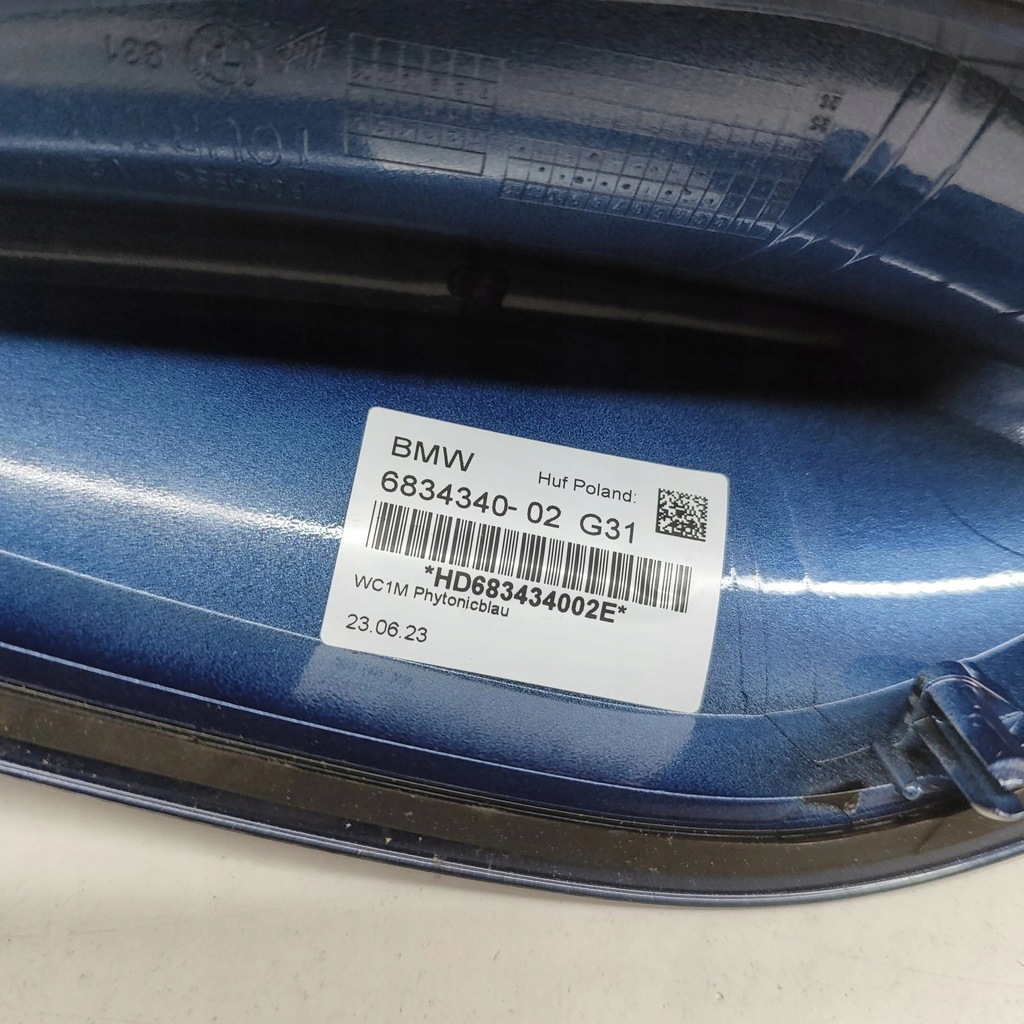 BMW
Huf Poland:
6834340- 02 G31
*HD683434002E*
WC1M Phytonicblau
23.06.23